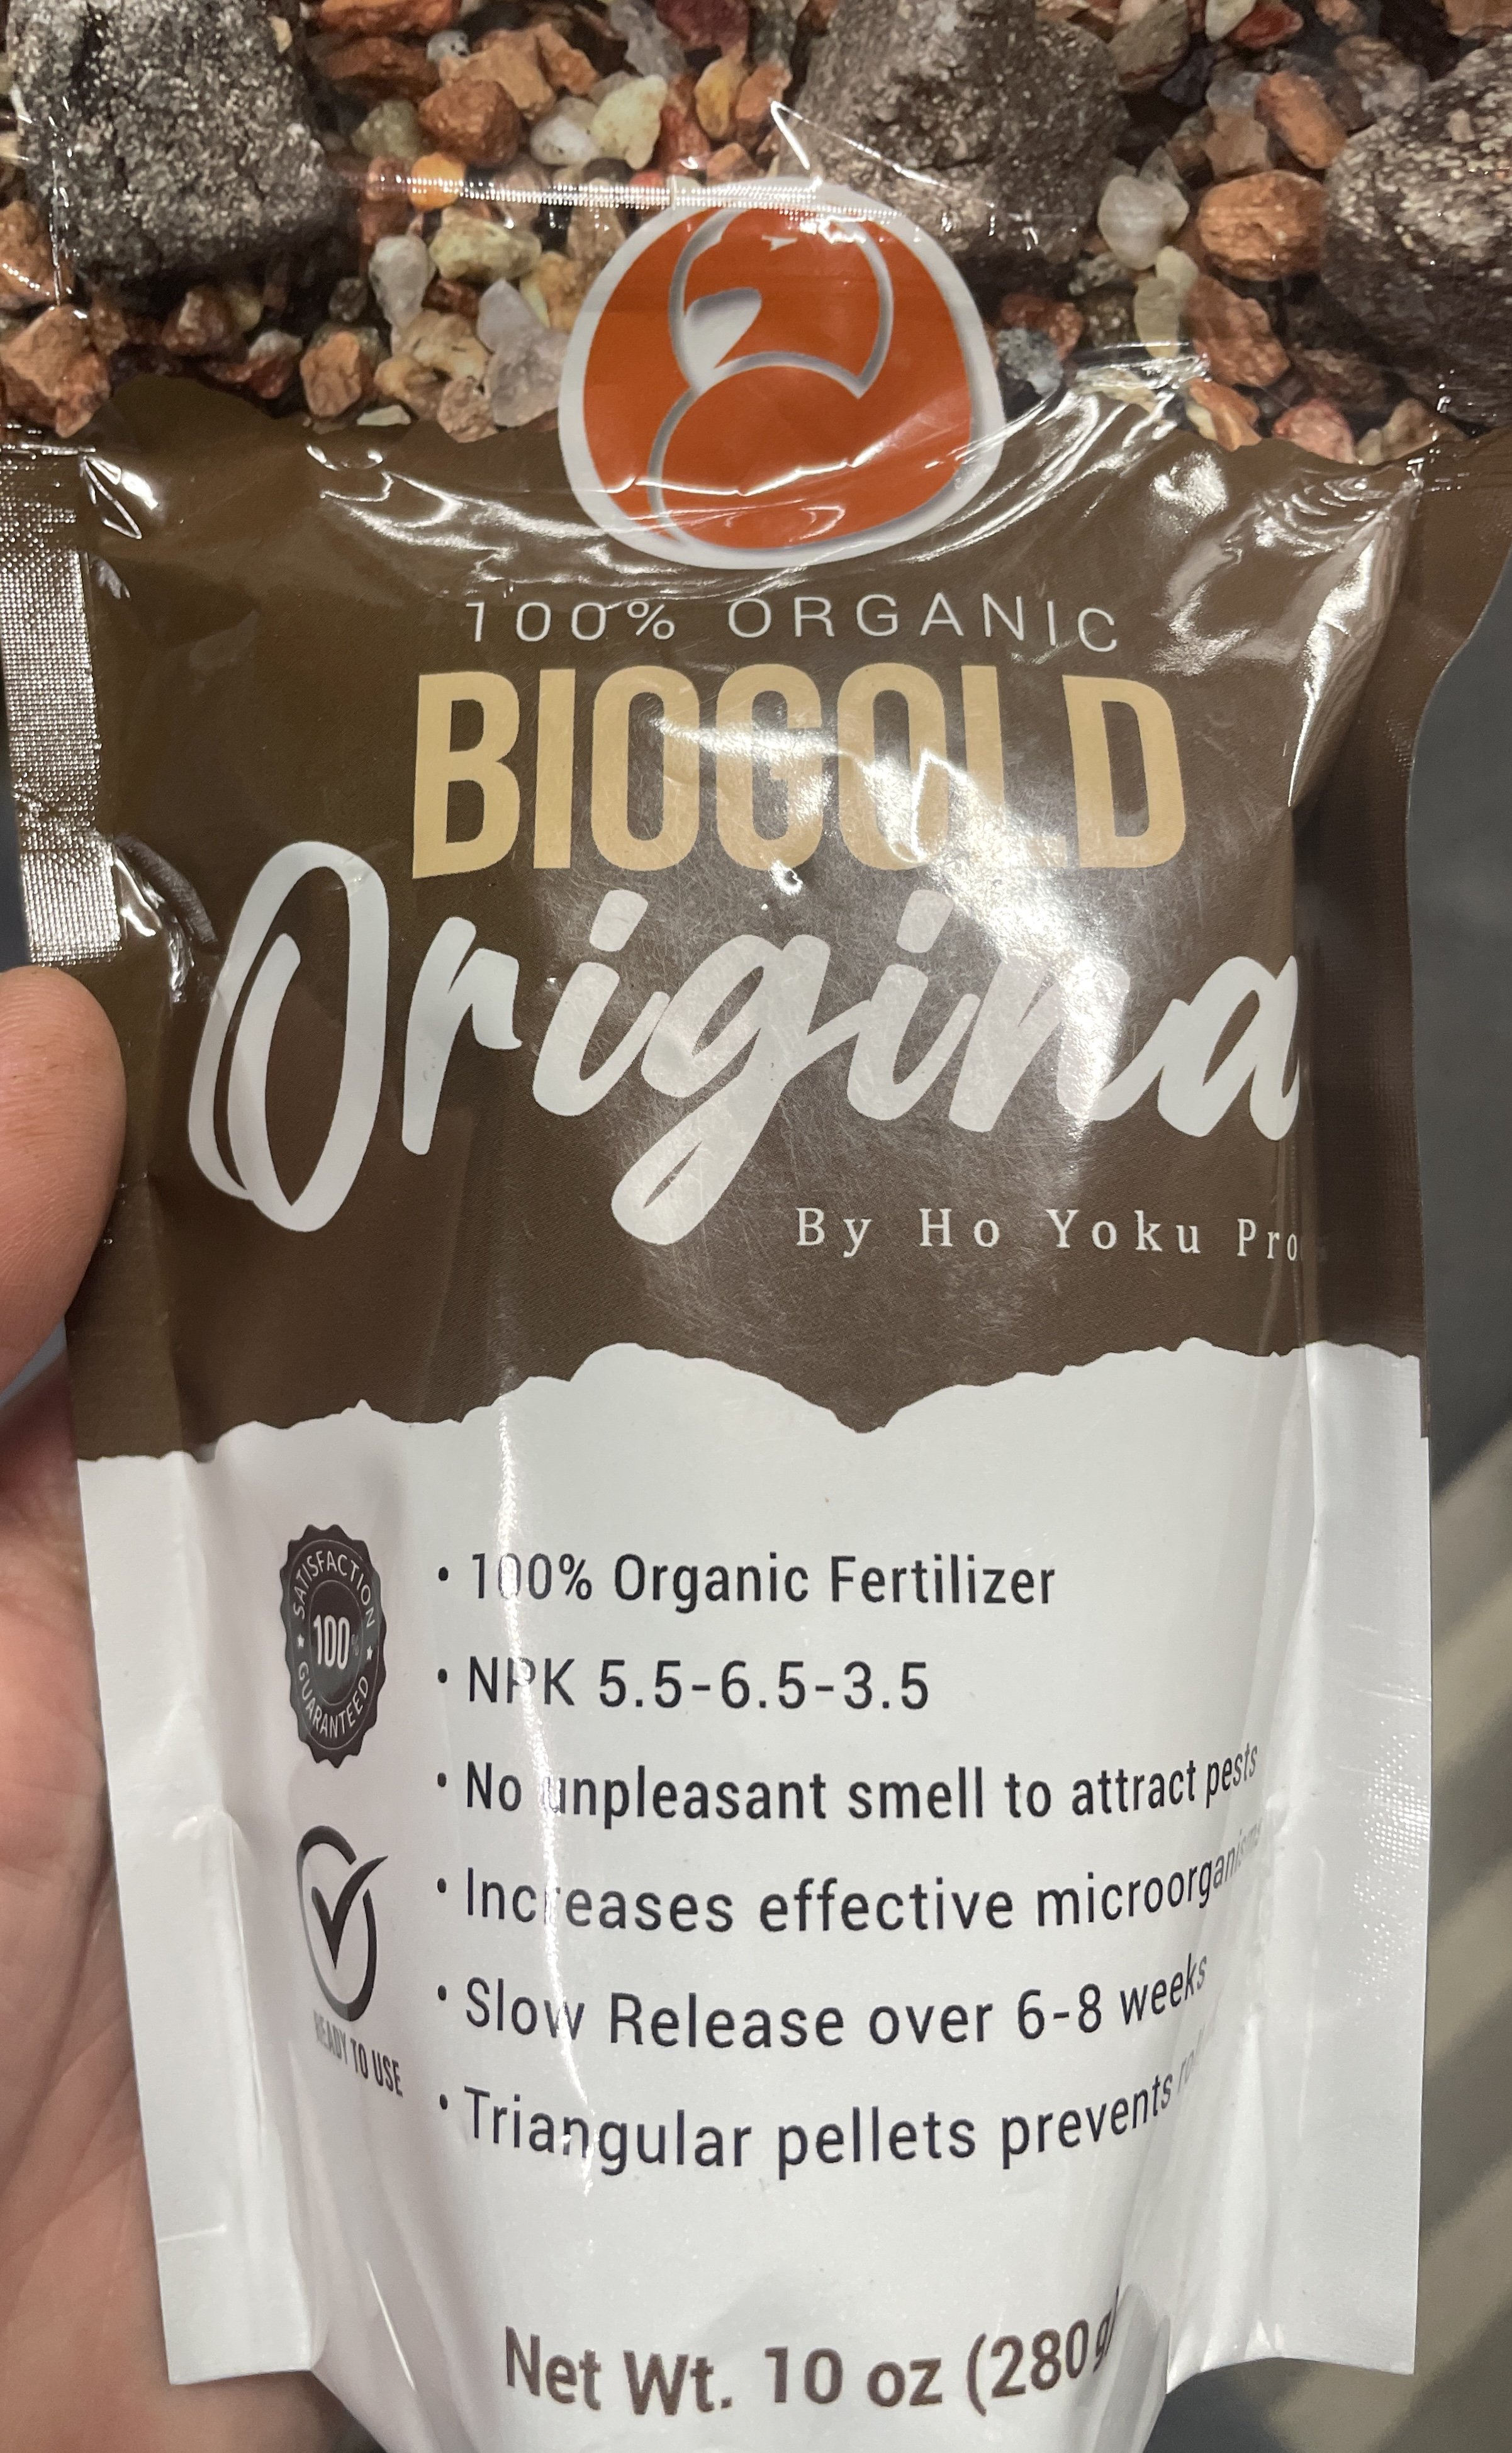 100% ORGANIC
BIOGOLD
Origina
By Ho Yoku Pro
SATISFACTION
100%
GUARANTEED
READY TO USE
• 100% Organic Fertilizer
• NPK 5.5-6.5-3.5
• No unpleasant smell to attract pests
• Increases effective microorganisms
• Slow Release over 6-8 weeks
• Triangular pellets prevents
Net Wt. 10 oz (280g)